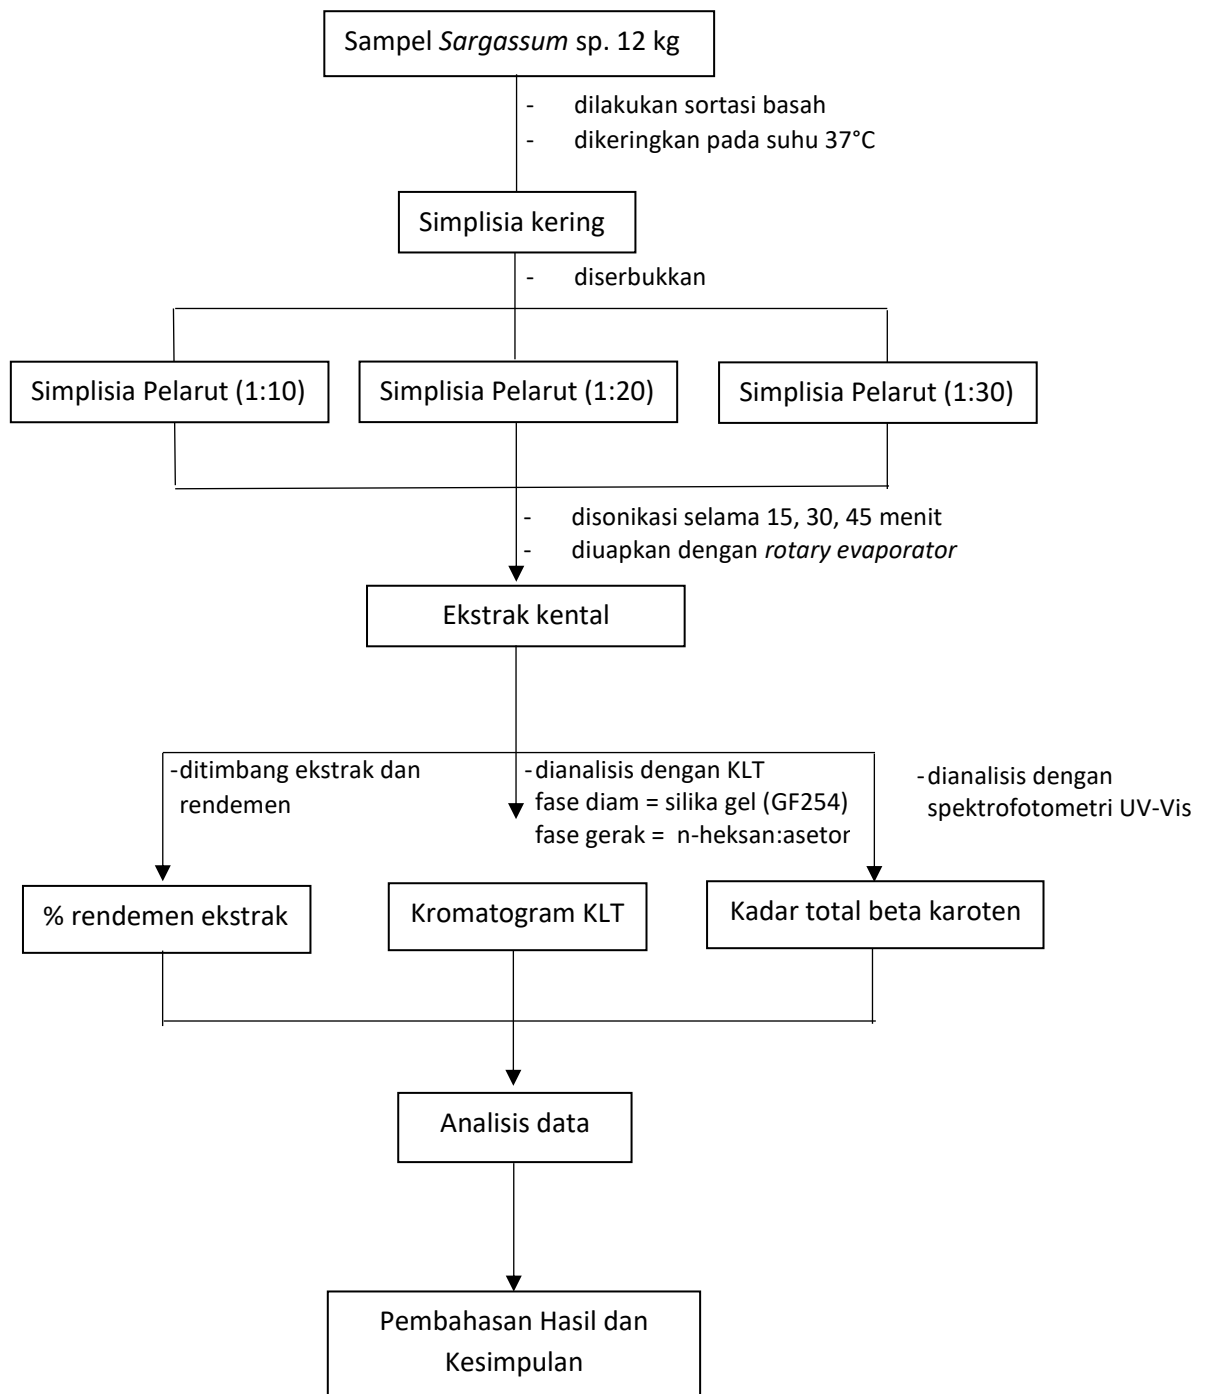 Sampel Sargassum sp. 12 kg
- dilakukan sortasi basah
- dikeringkan pada suhu 37°C
Simplisia kering
- diserbukkan
Simplisia Pelarut (1:10)
Simplisia Pelarut (1:20)
Simplisia Pelarut (1:30)
- disonikasi selama 15, 30, 45 menit
- diuapkan dengan rotary evaporator
Ekstrak kental
-ditimbang ekstrak dan
rendemen
-dianalisis dengan KLT
fase diam = silika gel (GF254)
fase gerak = n-heksan:asetor
-dianalisis dengan
spektrofotometri UV-Vis
% rendemen ekstrak
Kromatogram KLT
Kadar total beta karoten
Analisis data
Pembahasan Hasil dan
Kesimpulan